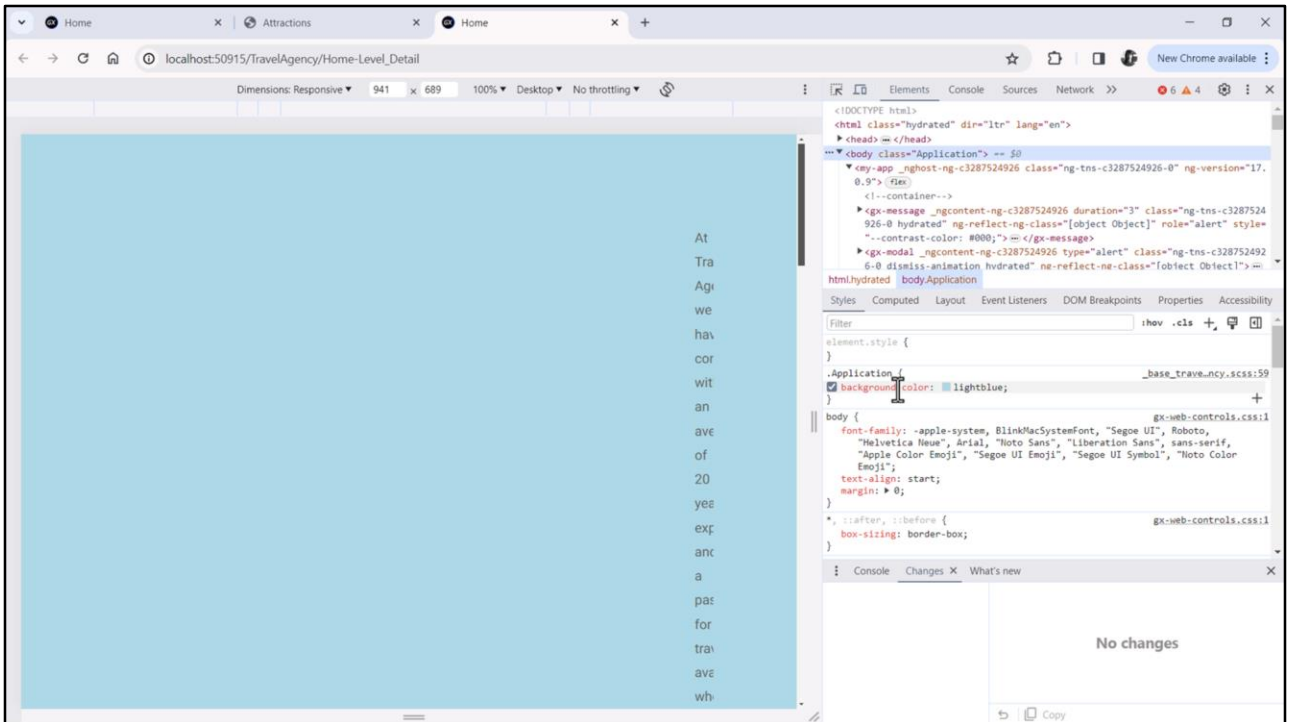 Home
Attractions
Home
localhost:50915/TravelAgency/Home-Level_Detail
New Chrome available
Dimensions: Responsive 941 x 689 100% Desktop No throttling
At
Tra
Age
we
hav
cor
wit
an
ave
of
20
yea
exp
and
a
pas
for
trav
ava
wh
Elements Console Sources Network >> 6 4
<!DOCTYPE html>
<html class="hydrated" dir="ltr" lang="en">
<head> </head>
<body class="Application"> == $0
<my-app _nghost-ng-c3287524926 class="ng-tns-c3287524926-0" ng-version="17.
0.9"> flex
<!--container-->
<gx-message _ngcontent-ng-c3287524926 duration="3" class="ng-tns-c3287524
926-0 hydrated" ng-reflect-ng-class="[object Object]" role="alert" style=
"--contrast-color: #000;"> </gx-message>
<gx-modal _ngcontent-ng-c3287524926 type="alert" class="ng-tns-c328752492
6-0 dismiss-animation hydrated" ng-reflect-ng-class="[object Object]">
html.hydrated body.Application
Styles Computed Layout Event Listeners DOM Breakpoints Properties Accessibility
Filter :hov .cls
element.style {
}
.Application { _base_trave…ncy.scss:59
background-color: lightblue;
}
body { gx-web-controls.css:1
font-family: -apple-system, BlinkMacSystemFont, "Segoe UI", Roboto,
"Helvetica Neue", Arial, "Noto Sans", "Liberation Sans", sans-serif,
"Apple Color Emoji", "Segoe UI Emoji", "Segoe UI Symbol", "Noto Color
Emoji";
text-align: start;
margin: 0;
}
*, ::after, ::before { gx-web-controls.css:1
box-sizing: border-box;
}
Console Changes What's new
No changes
Copy